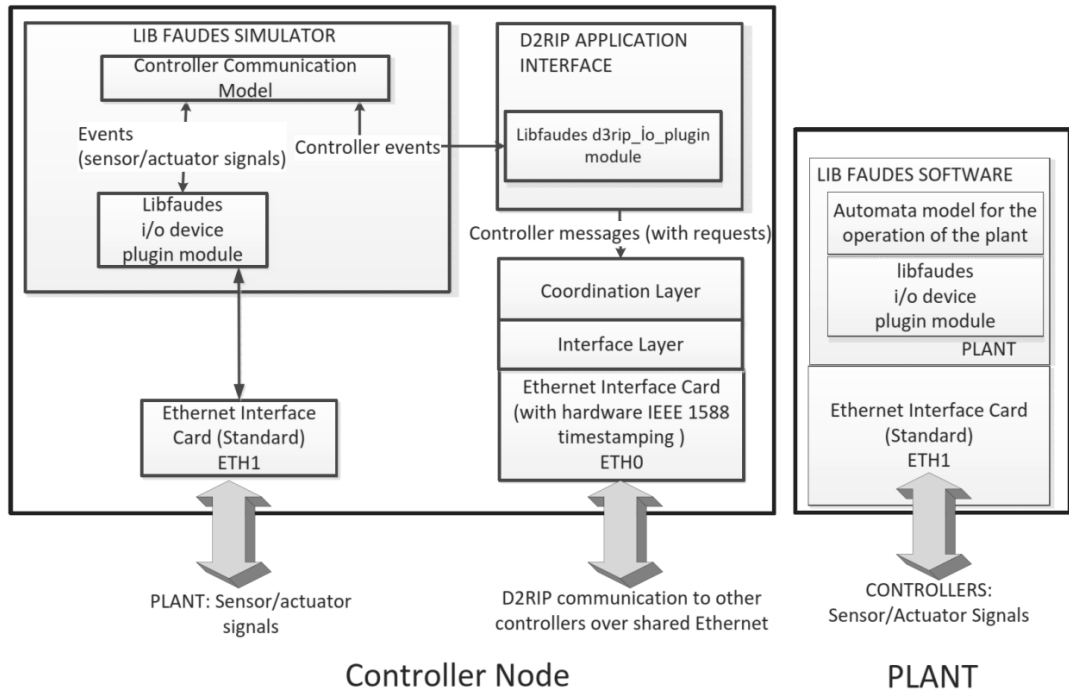 LIB FAUDES SIMULATOR
Controller Communication
Model
Events
(sensor/actuator signals)
Controller events
Libfaudes
i/o device
plugin module
D2RIP APPLICATION
INTERFACE
Libfaudes d3rip_İo_plugin
module
Controller messages (with requests)
Coordination Layer
Interface Layer
Ethernet Interface Card
(with hardware IEEE 1588
timestamping )
ETH0
Ethernet Interface
Card (Standard)
ETH1
PLANT: Sensor/actuator
signals
D2RIP communication to other
controllers over shared Ethernet
Controller Node
LIB FAUDES SOFTWARE
Automata model for the
operation of the plant
libfaudes
i/o device
plugin module
PLANT
Ethernet Interface Card
(Standard)
ETH1
CONTROLLERS:
Sensor/Actuator Signals
PLANT